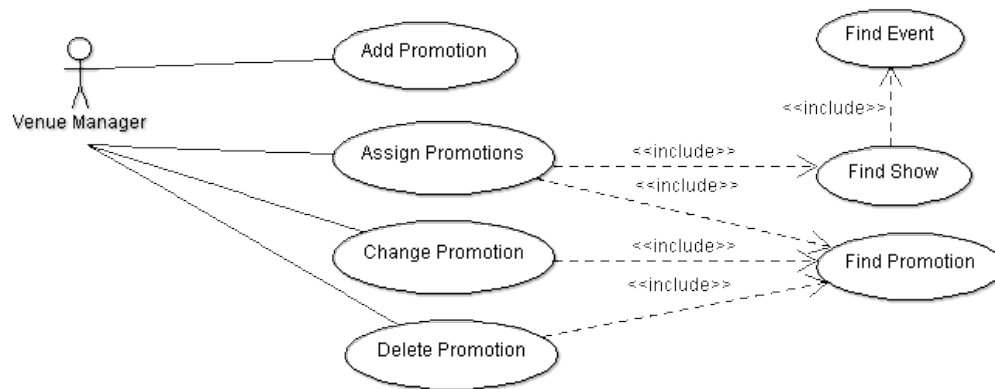 Find Event
Add Promotion
<<include>>
Venue Manager
Assign Promotions
<<include>>
Find Show
<<include>>
Change Promotion
<<include>>
Find Promotion
<<include>>
Delete Promotion